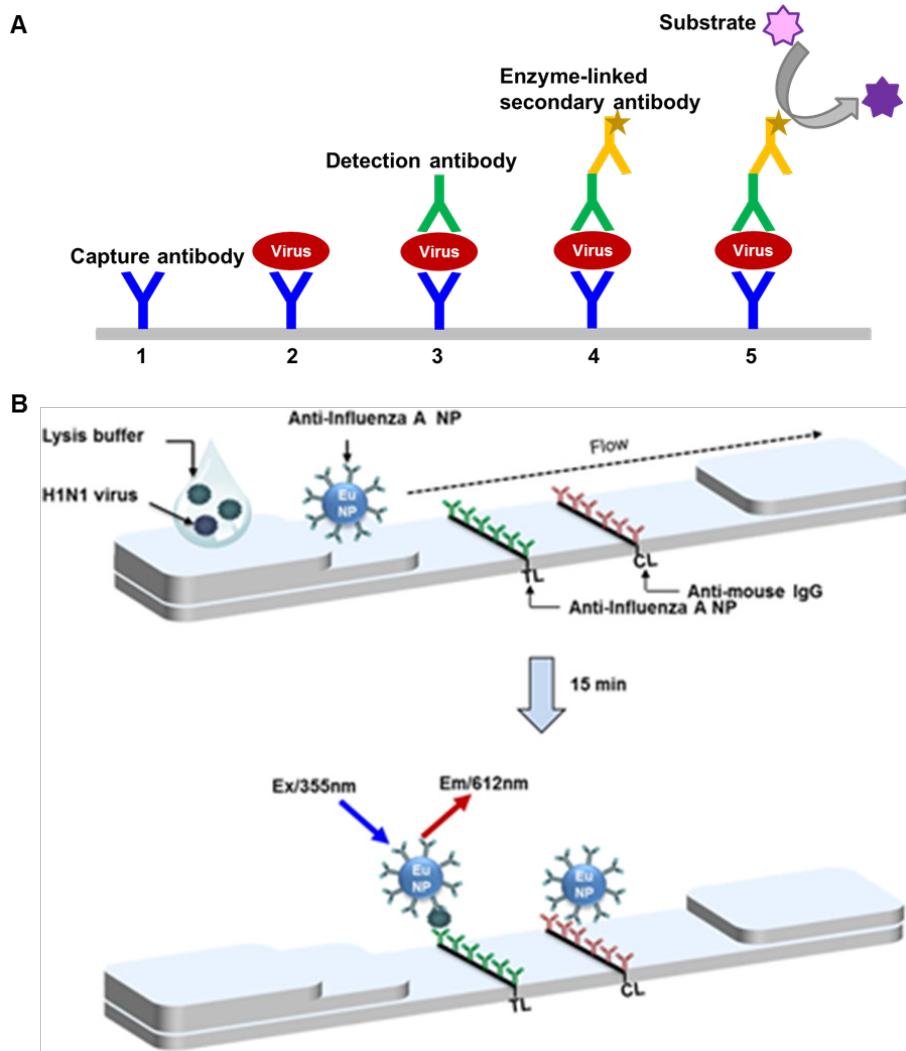 A
Substrate
Enzyme-linked
secondary antibody
Detection antibody
Capture antibody
Virus
Virus
Virus
Virus
1
2
3
4
5
B
Anti-Influenza A NP
Lysis buffer
H1N1 virus
Eu
NP
Flow
TL
CL
Anti-mouse IgG
Anti-Influenza A NP
15 min
Ex/355nm
Em/612nm
Eu
NP
Eu
NP
TL
CL